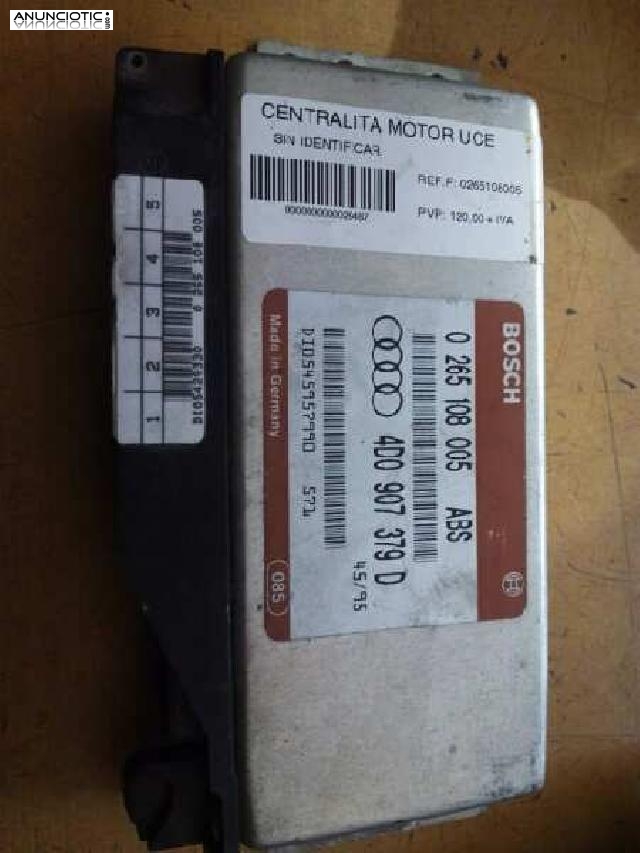 ANUNCIOTIC.com
CENTRALITA MOTOR UCE
SIN IDENTIFICAR
REF.F: 0265108005
PVP: 120,00 + IVA
BOSCH
0 265 108 005 ABS
4D0 907 379 D
45/95
Made in Germany
085
1 2 3 4 5